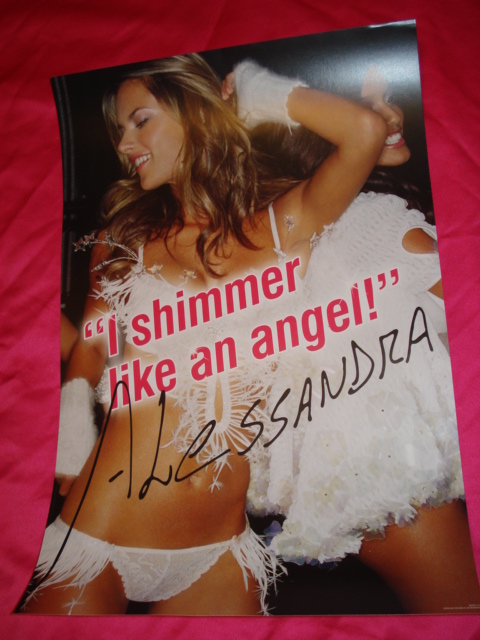 “I shimmer
like an angel!”
ALESSANDRA